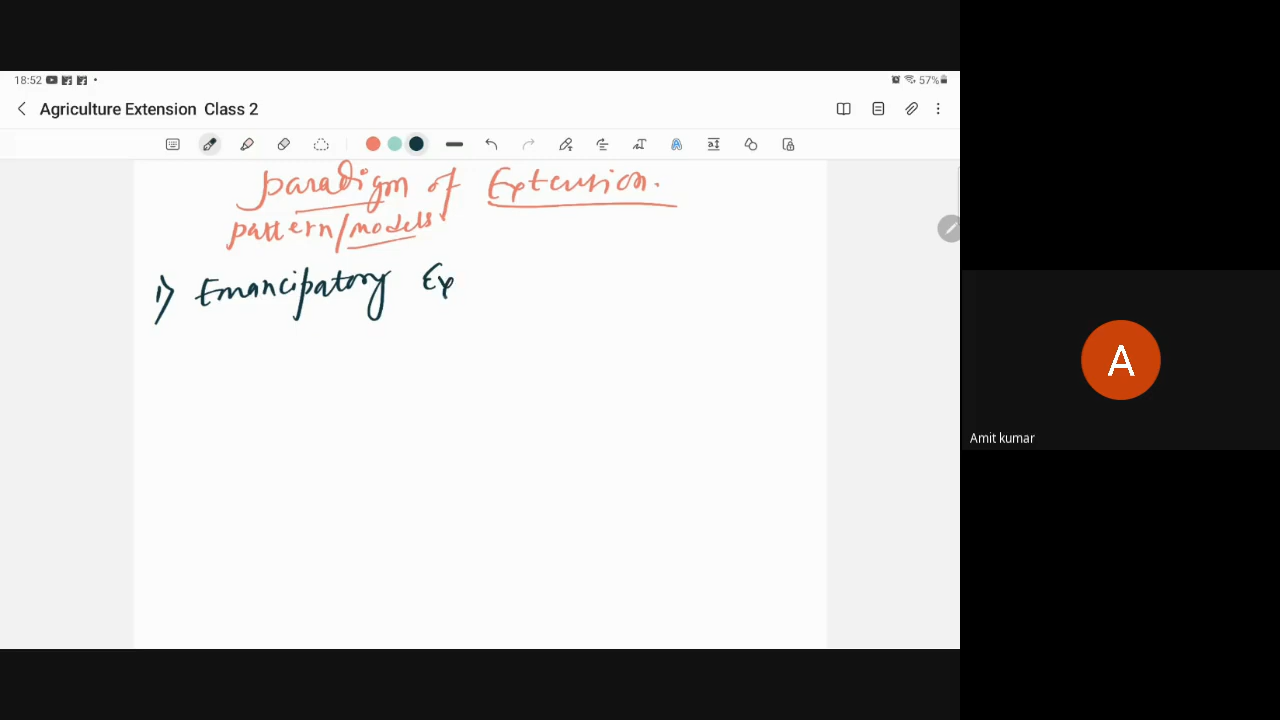 18:52 57%
Agriculture Extension Class 2
paradigm of Extension.
pattern/models
1) Emancipatory Ex
A
Amit kumar